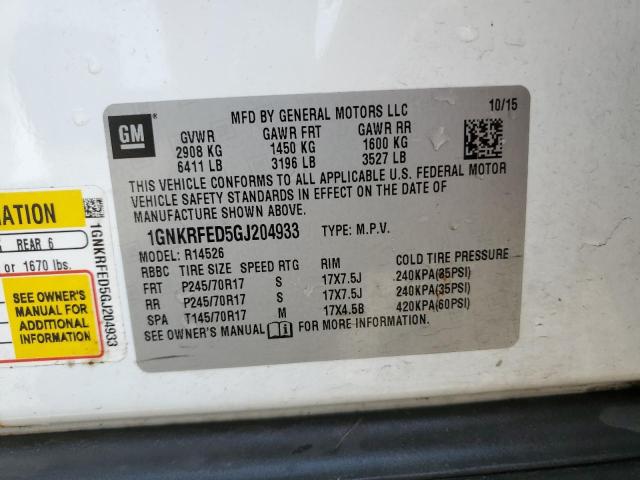 MFD BY GENERAL MOTORS LLC 10/15
GM
GVWR GAWR FRT GAWR RR
2908 KG 1450 KG 1600 KG
6411 LB 3196 LB 3527 LB
THIS VEHICLE CONFORMS TO ALL APPLICABLE U.S. FEDERAL MOTOR
VEHICLE SAFETY STANDARDS IN EFFECT ON THE DATE OF
MANUFACTURE SHOWN ABOVE.
1GNKRFED5GJ204933 TYPE: M.P.V.
MODEL: R14526
RBBC TIRE SIZE SPEED RTG RIM COLD TIRE PRESSURE
FRT P245/70R17 S 17X7.5J 240KPA(35PSI)
RR P245/70R17 S 17X7.5J 240KPA(35PSI)
SPA T145/70R17 M 17X4.5B 420KPA(60PSI)
SEE OWNER'S MANUAL FOR MORE INFORMATION.
REAR 6
or 1670 lbs.
SEE OWNER'S
MANUAL FOR
ADDITIONAL
INFORMATION
1GNKRFED5GJ204933